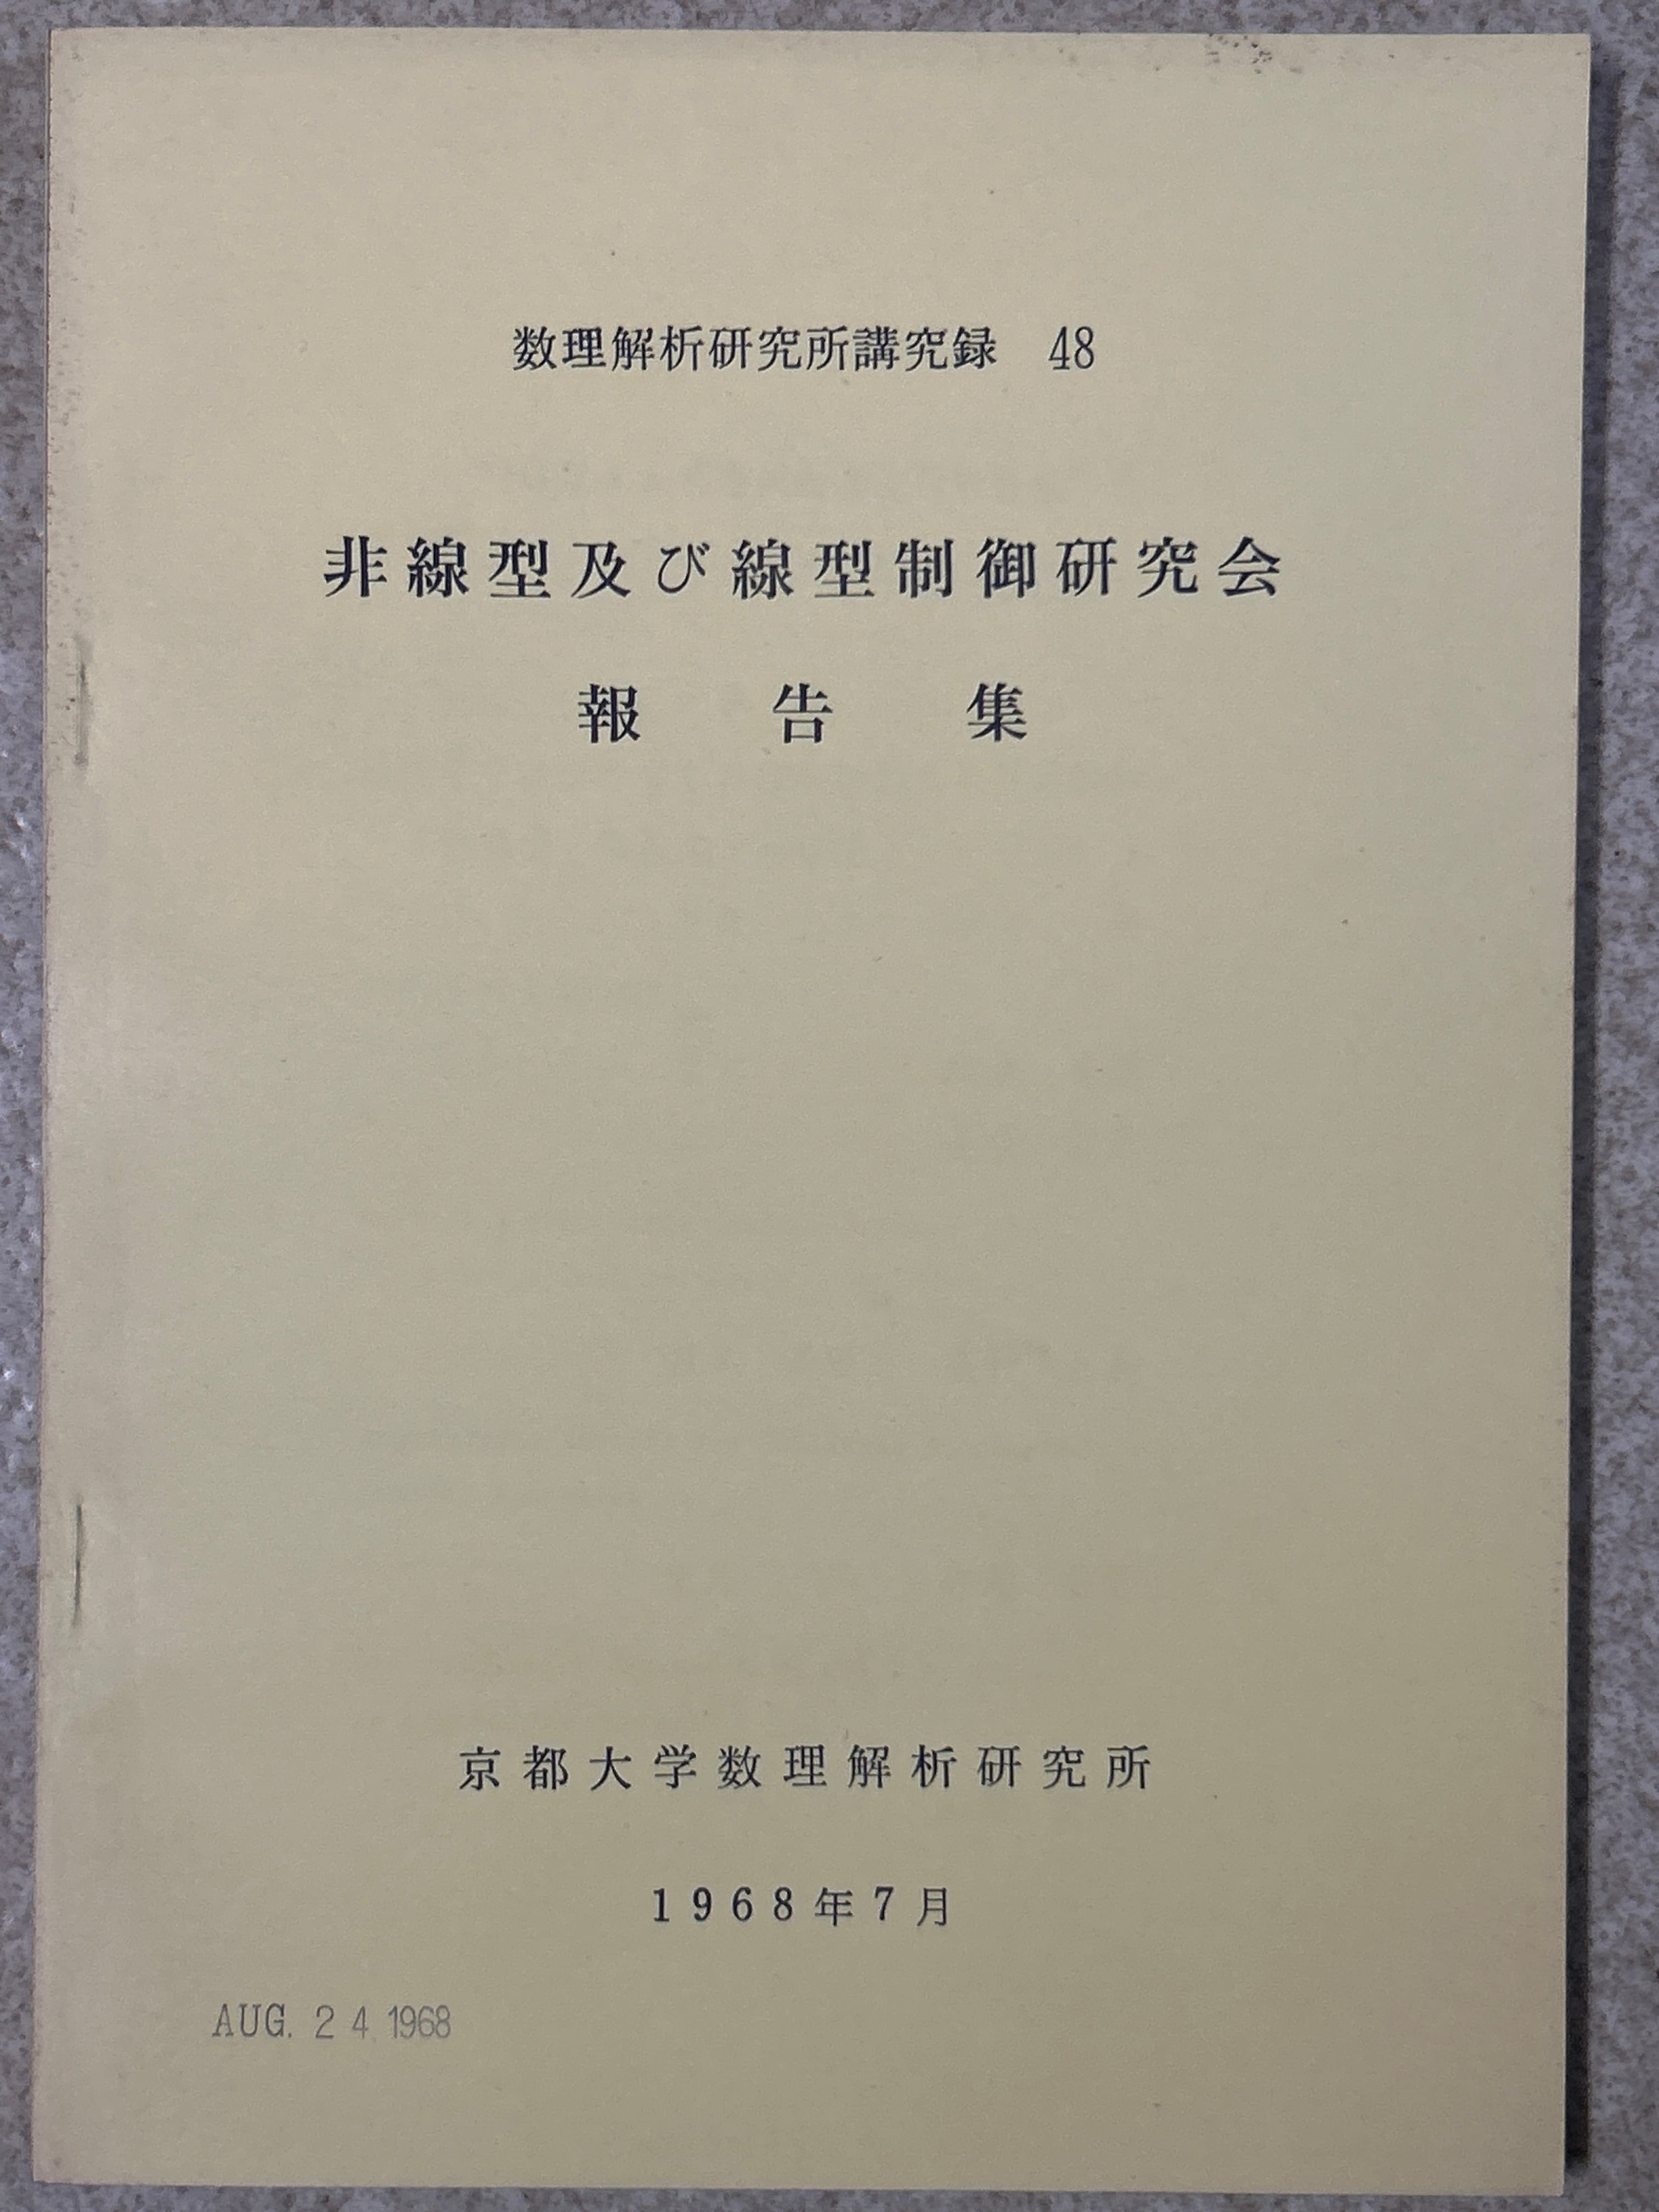 数理解析研究所講究録 48
非線型及び線型制御研究会
報告集
京都大学数理解析研究所
1968年7月
AUG. 24 1968